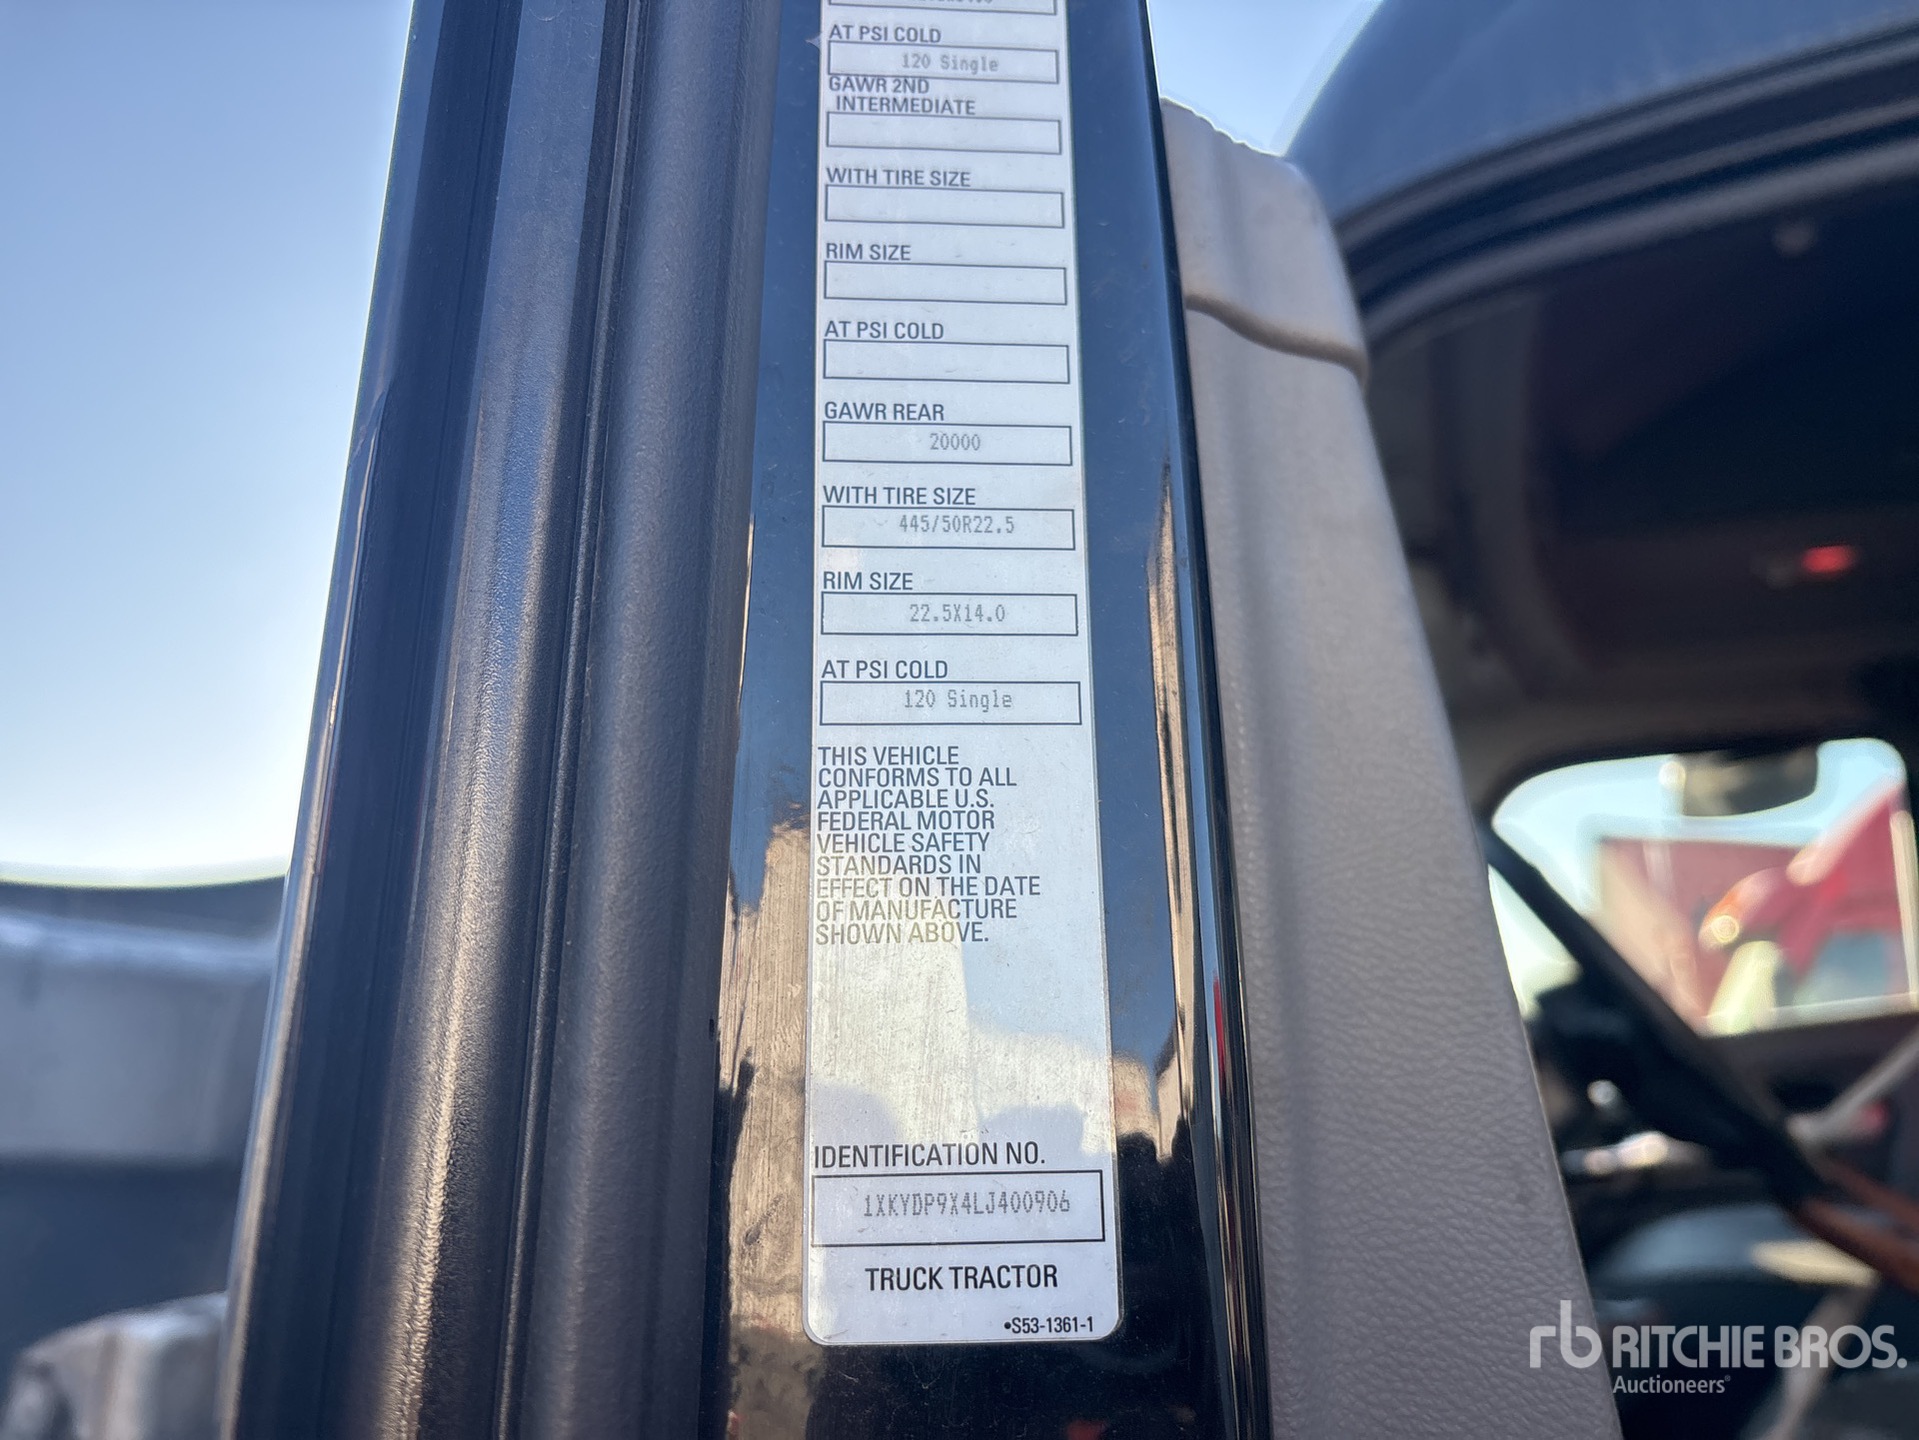 AT PSI COLD
120 Single
GAWR 2ND
INTERMEDIATE
WITH TIRE SIZE
RIM SIZE
AT PSI COLD
GAWR REAR
20000
WITH TIRE SIZE
445/50R22.5
RIM SIZE
22.5X14.0
AT PSI COLD
120 Single
THIS VEHICLE
CONFORMS TO ALL
APPLICABLE U.S.
FEDERAL MOTOR
VEHICLE SAFETY
STANDARDS IN
EFFECT ON THE DATE
OF MANUFACTURE
SHOWN ABOVE.
IDENTIFICATION NO.
1XKYDP9X4LJ400906
TRUCK TRACTOR
•S53-1361-1
rb RITCHIE BROS.
Auctioneers®